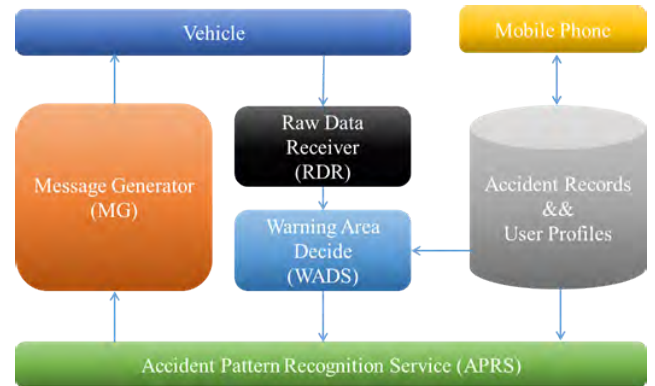 Vehicle
Mobile Phone
Message Generator
(MG)
Raw Data
Receiver
(RDR)
Warning Area
Decide
(WADS)
Accident Records
&&
User Profiles
Accident Pattern Recognition Service (APRS)